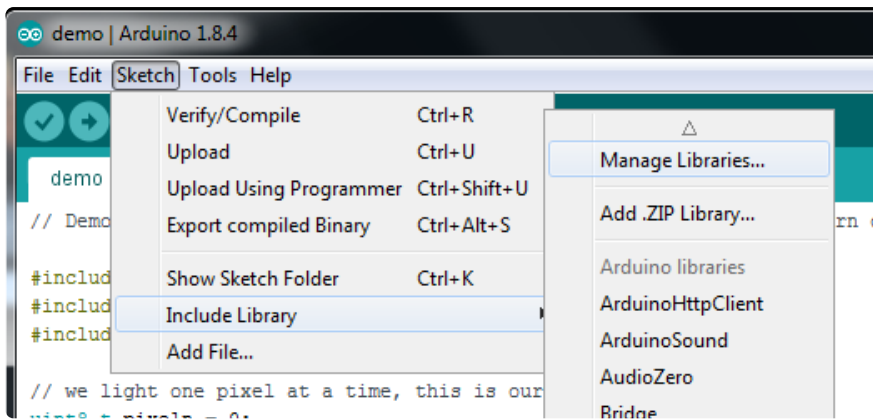 demo | Arduino 1.8.4
File Edit Sketch Tools Help
Verify/Compile Ctrl+R
Upload Ctrl+U
Upload Using Programmer Ctrl+Shift+U
Export compiled Binary Ctrl+Alt+S
Show Sketch Folder Ctrl+K
Include Library
Add File...
Manage Libraries...
Add .ZIP Library...
Arduino libraries
ArduinoHttpClient
ArduinoSound
AudioZero
Bridge
demo
// Demo
#includ
#includ
#includ
// we light one pixel at a time, this is our
uint8_t pixeln = 0;